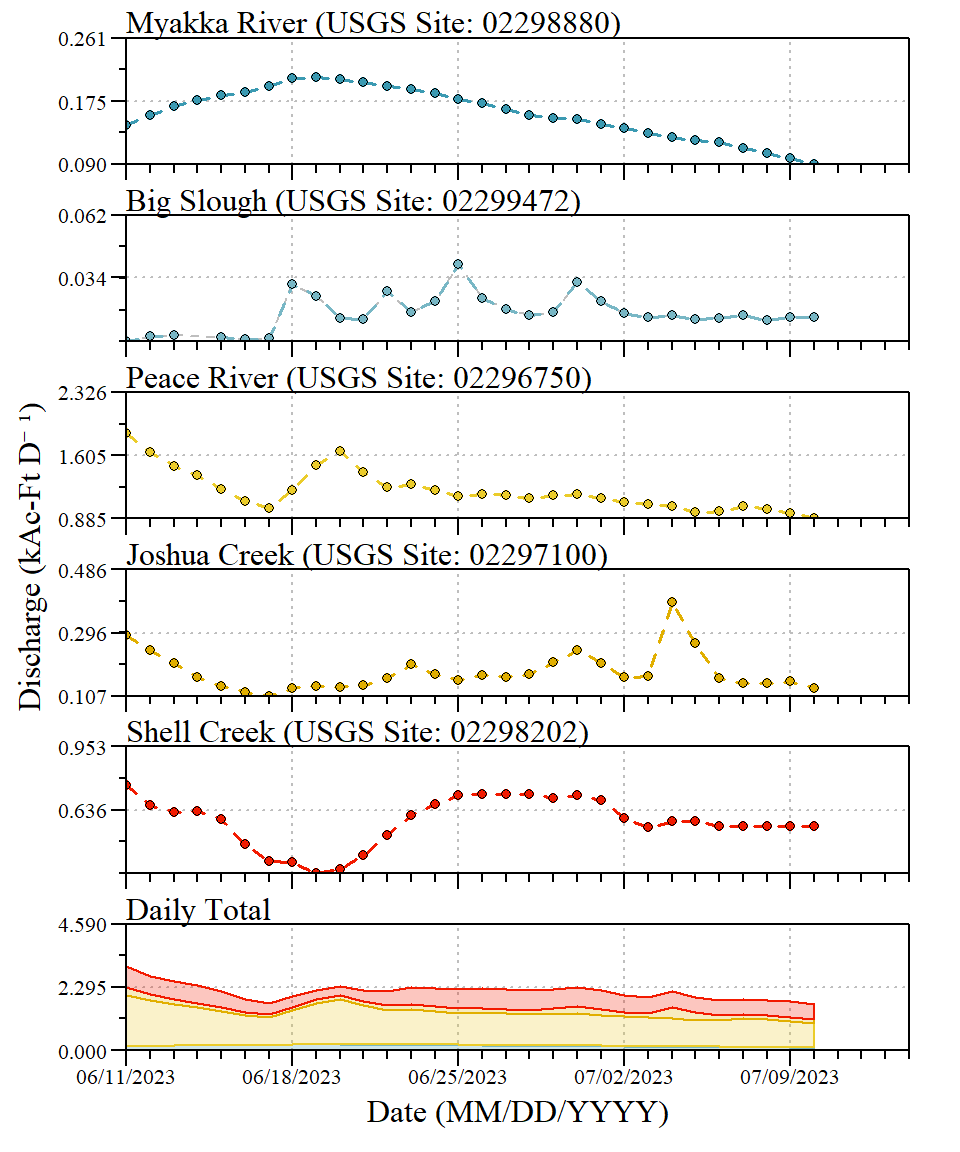 Myakka River (USGS Site: 02298880)
0.261
0.175
0.090
Big Slough (USGS Site: 02299472)
0.062
0.034
Peace River (USGS Site: 02296750)
2.326
1.605
0.885
Joshua Creek (USGS Site: 02297100)
0.486
0.296
0.107
Shell Creek (USGS Site: 02298202)
0.953
0.636
Daily Total
4.590
2.295
0.000
06/11/2023 06/18/2023 06/25/2023 07/02/2023 07/09/2023
Date (MM/DD/YYYY)
Discharge (kAc-Ft D⁻¹)